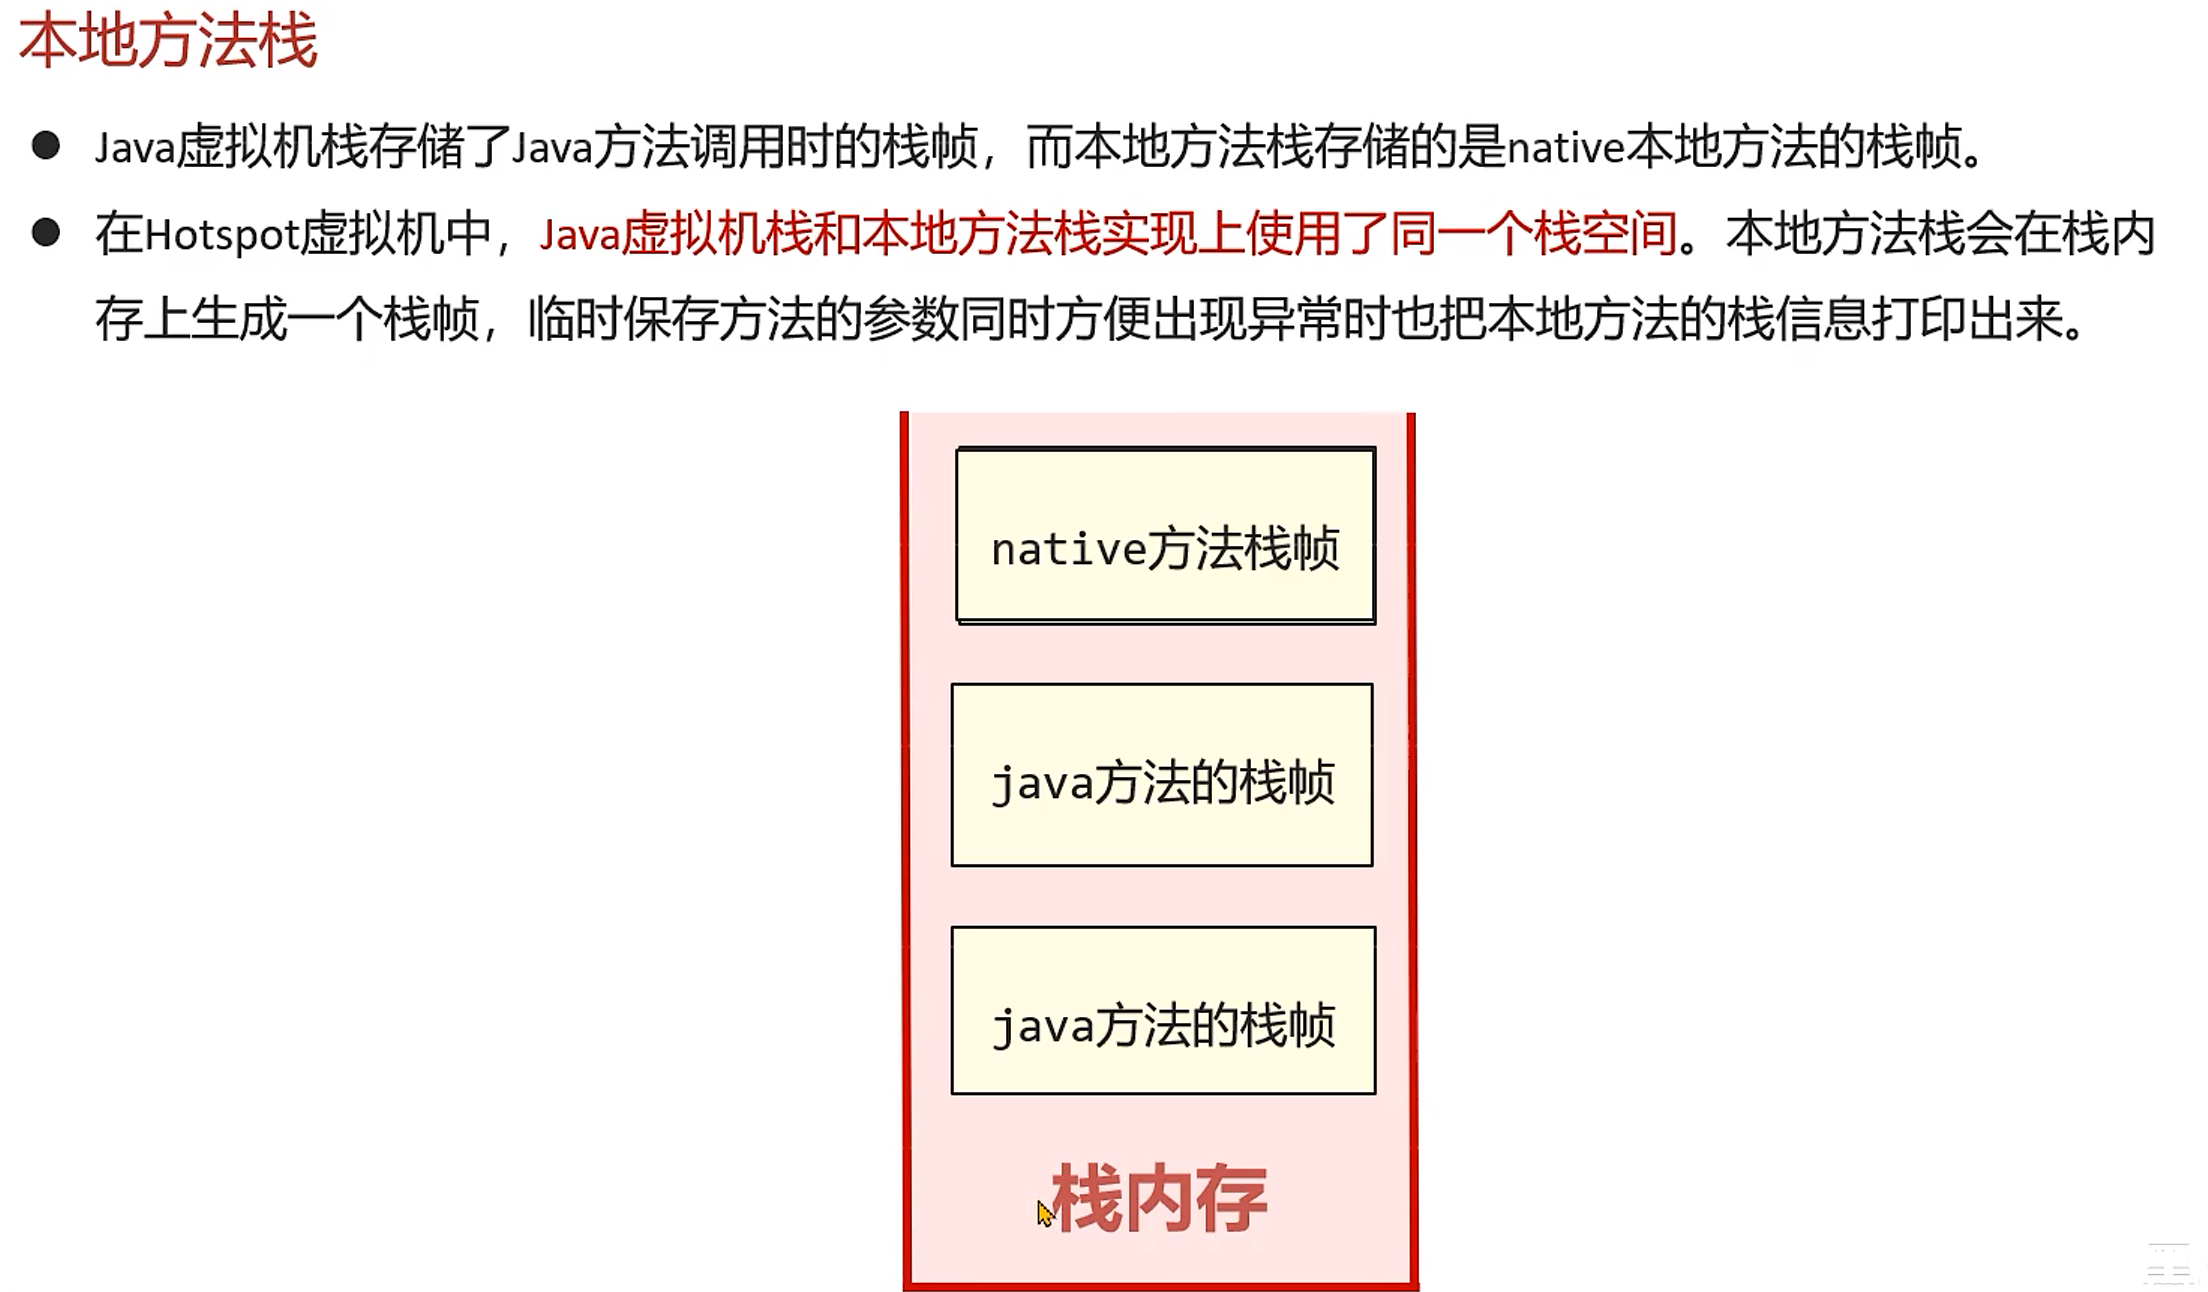 本地方法栈
● Java虚拟机栈存储了Java方法调用时的栈帧，而本地方法栈存储的是native本地方法的栈帧。
● 在Hotspot虚拟机中，Java虚拟机栈和本地方法栈实现上使用了同一个栈空间。本地方法栈会在栈内
存上生成一个栈帧，临时保存方法的参数同时方便出现异常时也把本地方法的栈信息打印出来。
native方法栈帧
java方法的栈帧
java方法的栈帧
栈内存